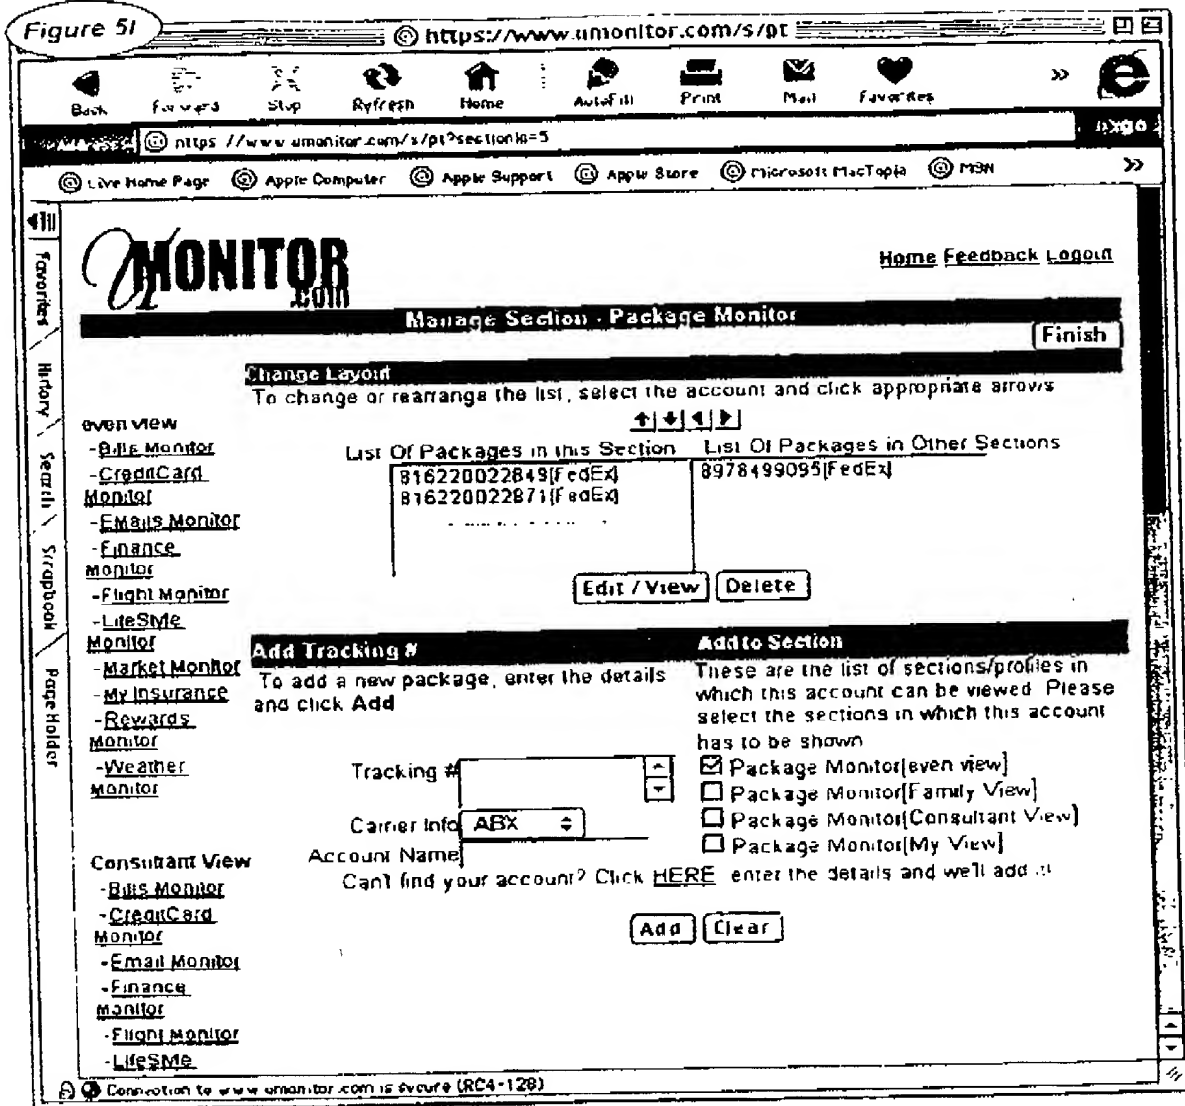 Figure 5I
https://www.umonitor.com/s/pt
Back Forward Stop Refresh Home AutoFill Print Mail Favorites »
https://www.umonitor.com/s/pt?sectionId=5
Live Home Page Apple Computer Apple Support Apple Store Microsoft MacTopia MSN »
Favorites
History
Search
Scrapbook
Page Holder
UMONITOR.com
Home Feedback Logout
Manage Section - Package Monitor
Finish
Change Layout
To change or rearrange the list, select the account and click appropriate arrows
List Of Packages in this Section
816220022849[FedEx]
816220022871[FedEx]
List Of Packages in Other Sections
8978499095[FedEx]
Edit / View Delete
even view
-Bills Monitor
-CreditCard
Monitor
-EMails Monitor
-Finance
Monitor
-Flight Monitor
-LifeStyle
Monitor
-Market Monitor
-My Insurance
-Rewards
Monitor
-Weather
Monitor
Consultant View
-Bills Monitor
-CreditCard
Monitor
-Email Monitor
-Finance
Monitor
-Flight Monitor
-LifeStyle
Add Tracking #
To add a new package, enter the details
and click Add
Tracking #
Carrier Info ABX
Account Name
Add to Section
These are the list of sections/profiles in
which this account can be viewed. Please
select the sections in which this account
has to be shown
Package Monitor[even view]
Package Monitor[Family View]
Package Monitor[Consultant View]
Package Monitor[My View]
Can't find your account? Click HERE enter the details and we'll add it
Add Clear
Connection to www.umonitor.com is secure (RC4-128)